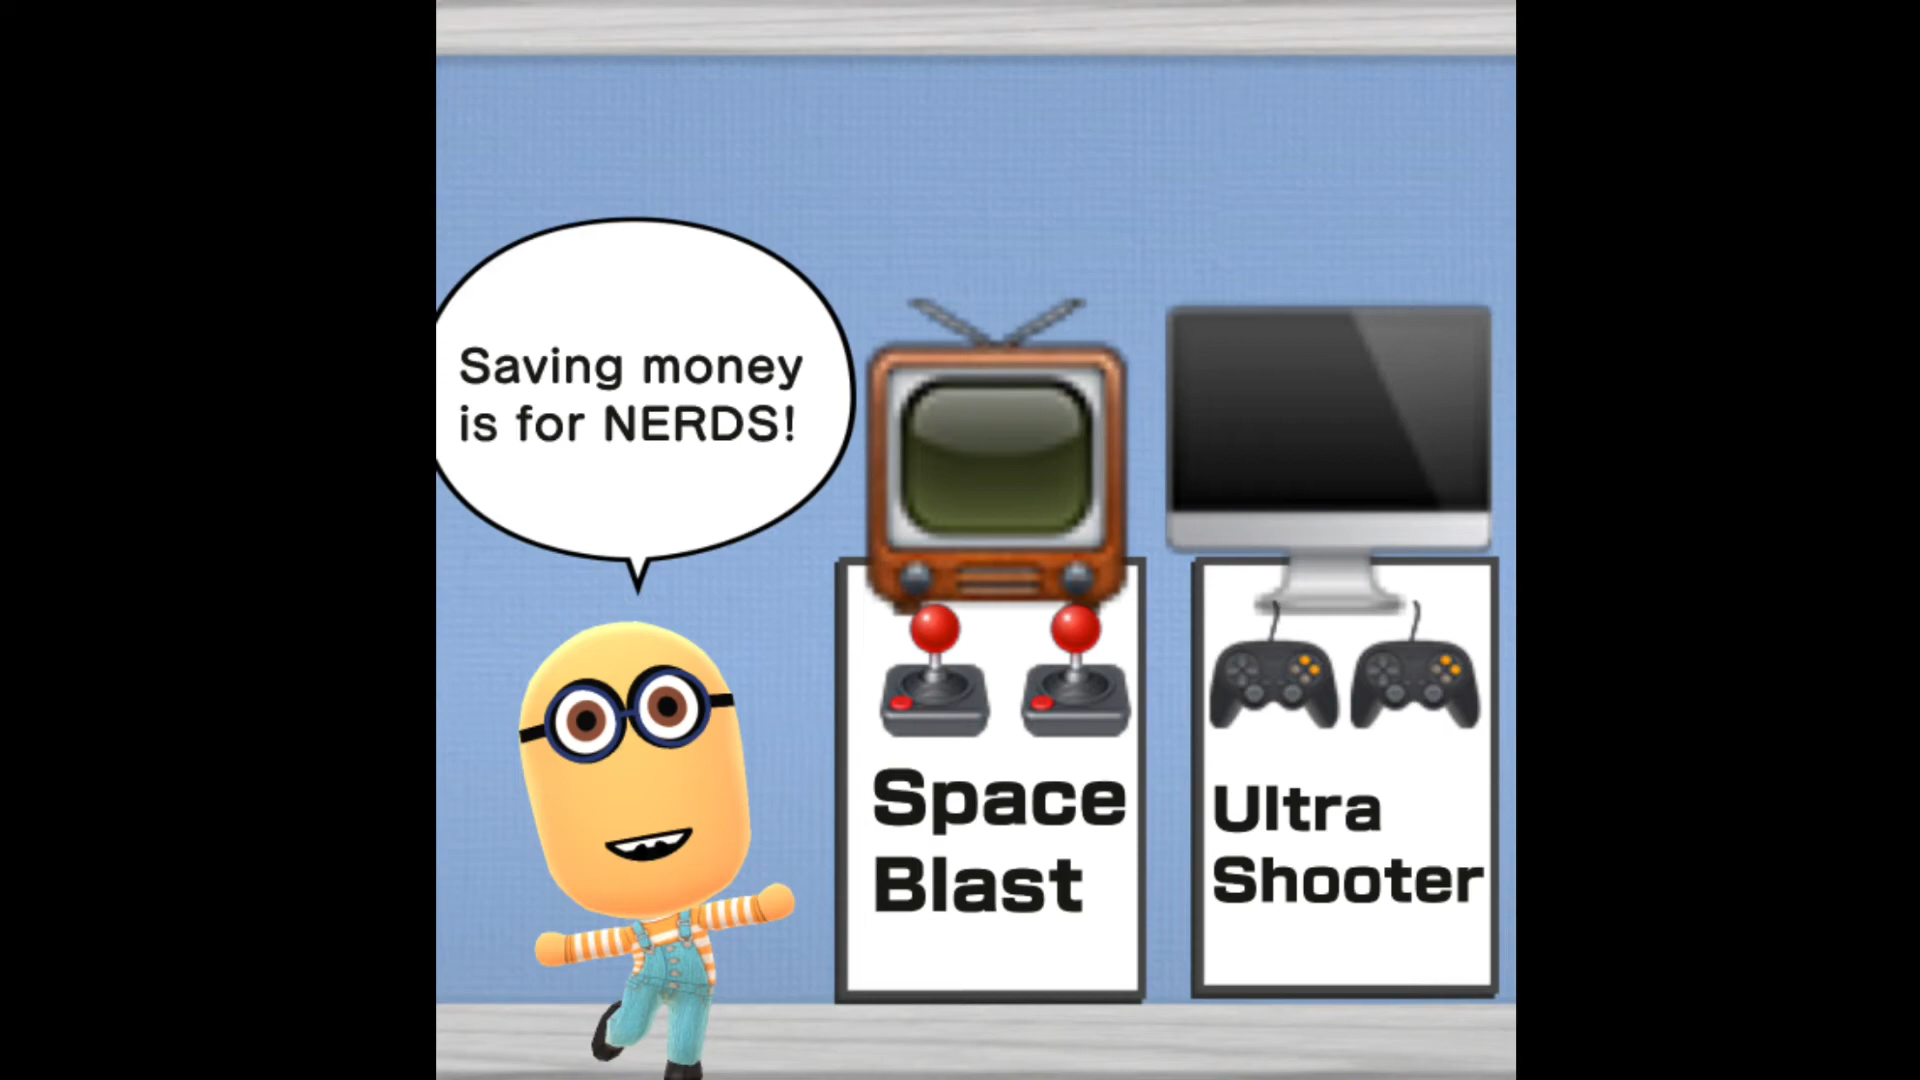 Saving money
is for NERDS!
Space
Blast
Ultra
Shooter